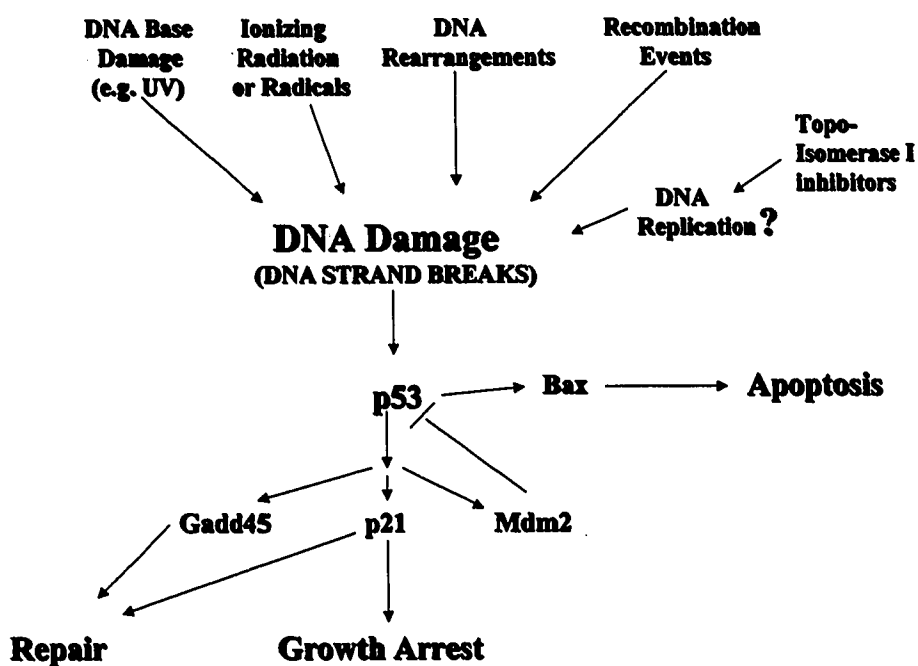 DNA Base
Damage
(e.g. UV)
Ionizing
Radiation
or Radicals
DNA
Rearrangements
Recombination
Events
Topo-
Isomerase I
inhibitors
DNA
Replication ?
DNA Damage
(DNA STRAND BREAKS)
p53
Bax
Apoptosis
Gadd45
p21
Mdm2
Repair
Growth Arrest